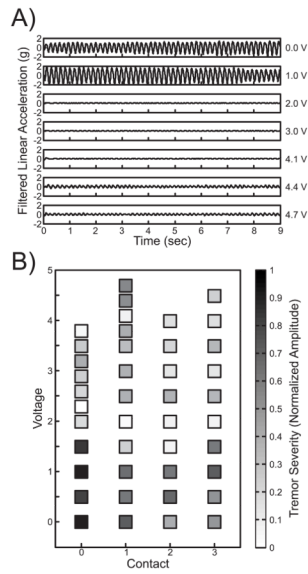 A)
Filtered Linear Acceleration (g)
2
0
-2
0.0 V
2
0
-2
1.0 V
2
0
-2
2.0 V
2
0
-2
3.0 V
2
0
-2
4.1 V
2
0
-2
4.4 V
2
0
-2
4.7 V
0 1 2 3 4 5 6 7 8 9
Time (sec)
B)
Voltage
5
4
3
2
1
0
0 1 2 3
Contact
1
0.9
0.8
0.7
0.6
0.5
0.4
0.3
0.2
0.1
0
Tremor Severity (Normalized Amplitude)